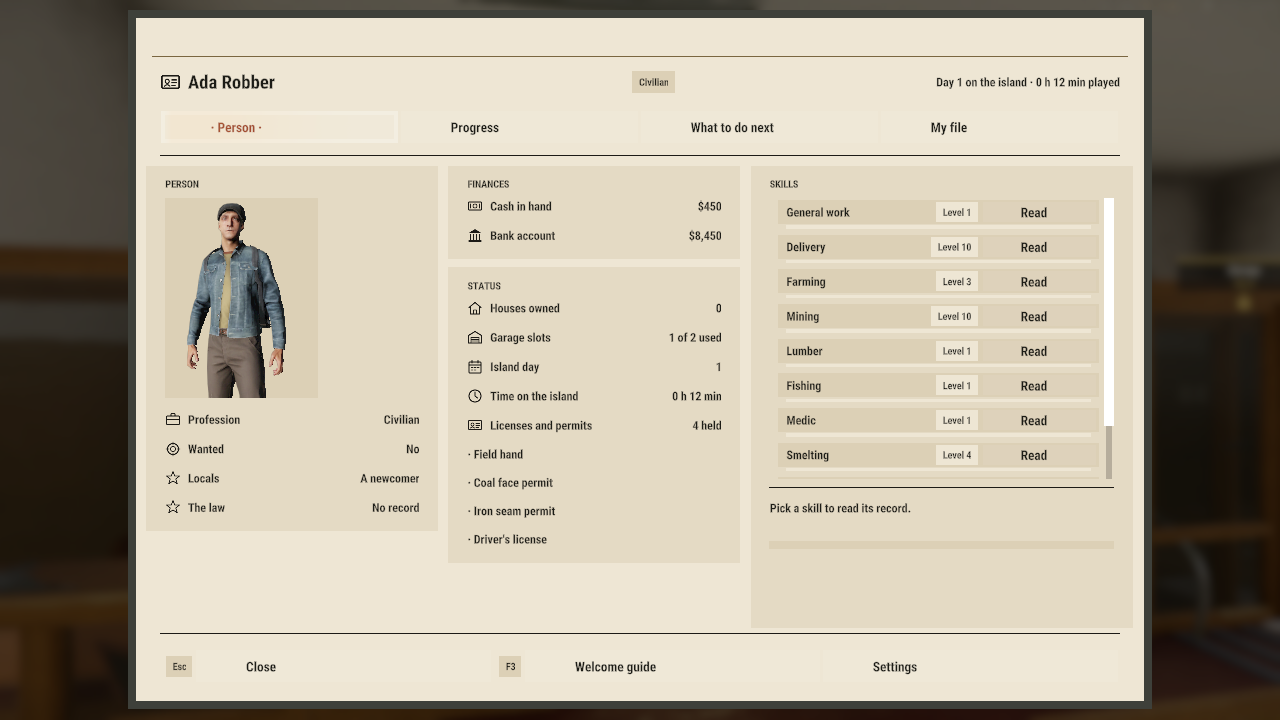 Ada Robber
Civilian
Day 1 on the island · 0 h 12 min played
· Person ·
Progress
What to do next
My file
PERSON
Profession Civilian
Wanted No
Locals A newcomer
The law No record
FINANCES
Cash in hand $450
Bank account $8,450
STATUS
Houses owned 0
Garage slots 1 of 2 used
Island day 1
Time on the island 0 h 12 min
Licenses and permits 4 held
· Field hand
· Coal face permit
· Iron seam permit
· Driver's license
SKILLS
General work Level 1 Read
Delivery Level 10 Read
Farming Level 3 Read
Mining Level 10 Read
Lumber Level 1 Read
Fishing Level 1 Read
Medic Level 1 Read
Smelting Level 4 Read
Pick a skill to read its record.
Esc Close
F3 Welcome guide
Settings